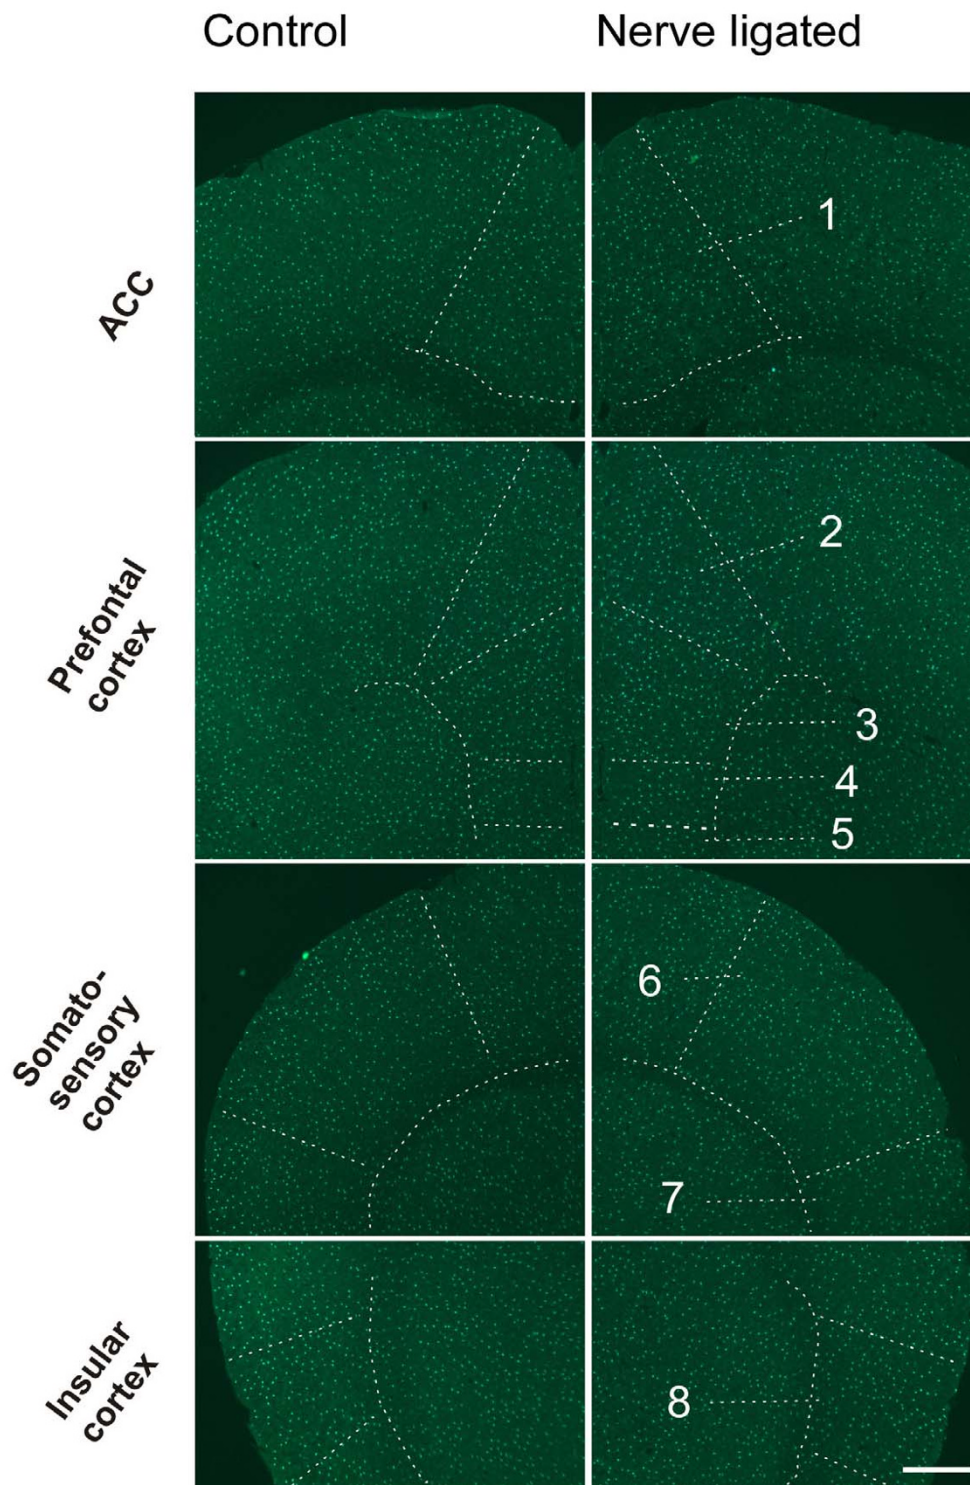 Control
Nerve ligated
ACC
1
Prefontal
cortex
2
3
4
5
Somato-
sensory
cortex
6
7
Insular
cortex
8